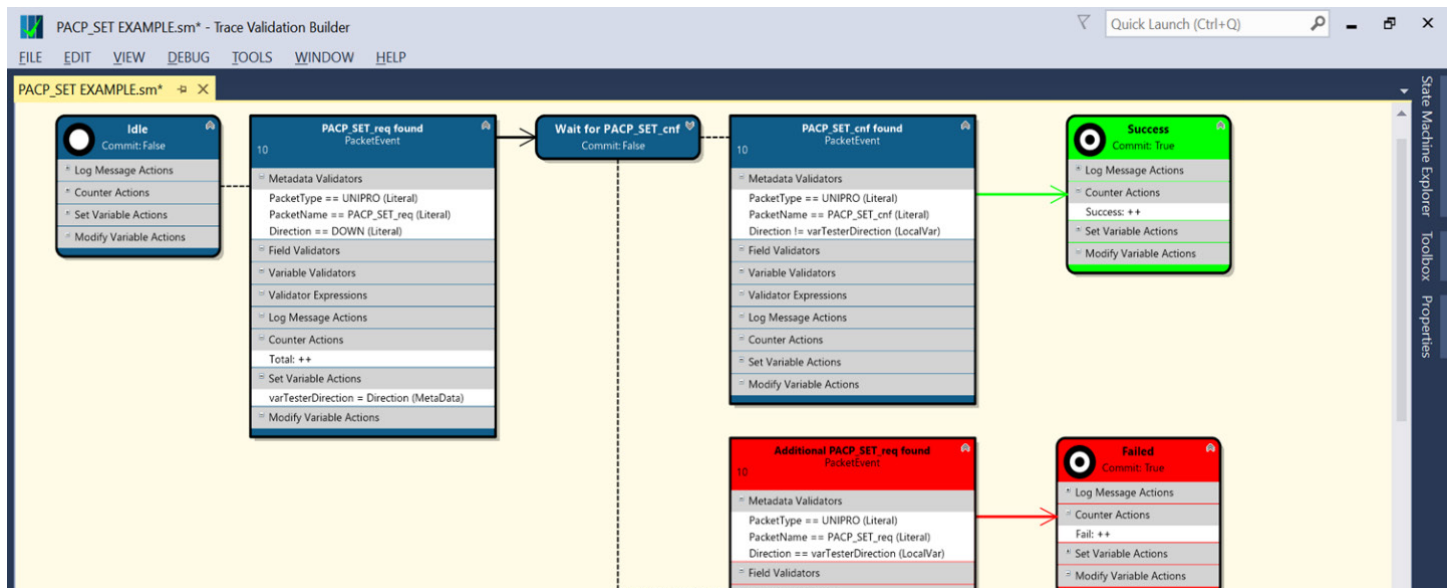 PACP_SET EXAMPLE.sm* - Trace Validation Builder
Quick Launch (Ctrl+Q)
FILE EDIT VIEW DEBUG TOOLS WINDOW HELP
PACP_SET EXAMPLE.sm*
Idle
Commit: False
Log Message Actions
Counter Actions
Set Variable Actions
Modify Variable Actions
PACP_SET_req found
PacketEvent
10
Metadata Validators
PacketType == UNIPRO (Literal)
PacketName == PACP_SET_req (Literal)
Direction == DOWN (Literal)
Field Validators
Variable Validators
Validator Expressions
Log Message Actions
Counter Actions
Total: ++
Set Variable Actions
varTesterDirection = Direction (MetaData)
Modify Variable Actions
Wait for PACP_SET_cnf
Commit: False
PACP_SET_cnf found
PacketEvent
10
Metadata Validators
PacketType == UNIPRO (Literal)
PacketName == PACP_SET_cnf (Literal)
Direction != varTesterDirection (LocalVar)
Field Validators
Variable Validators
Validator Expressions
Log Message Actions
Counter Actions
Set Variable Actions
Modify Variable Actions
Success
Commit: True
Log Message Actions
Counter Actions
Success: ++
Set Variable Actions
Modify Variable Actions
Additional PACP_SET_req found
PacketEvent
10
Metadata Validators
PacketType == UNIPRO (Literal)
PacketName == PACP_SET_req (Literal)
Direction == varTesterDirection (LocalVar)
Field Validators
Failed
Commit: True
Log Message Actions
Counter Actions
Fail: ++
Set Variable Actions
Modify Variable Actions
State Machine Explorer
Toolbox
Properties